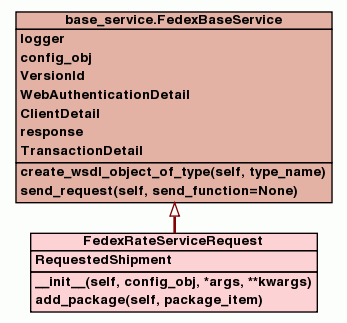 base_service.FedexBaseService
logger
config_obj
VersionId
WebAuthenticationDetail
ClientDetail
response
TransactionDetail
create_wsdl_object_of_type(self, type_name)
send_request(self, send_function=None)
FedexRateServiceRequest
RequestedShipment
__init__(self, config_obj, *args, **kwargs)
add_package(self, package_item)